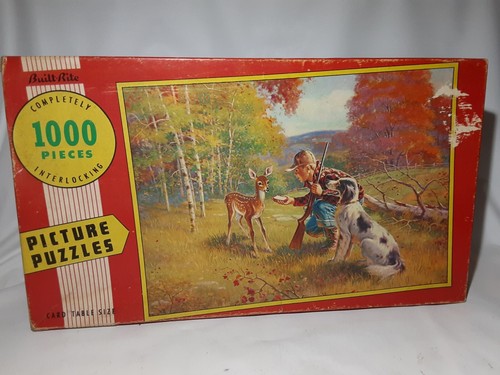 Built-Rite
COMPLETELY
1000
PIECES
INTERLOCKING
PICTURE
PUZZLES
CARD TABLE SIZE